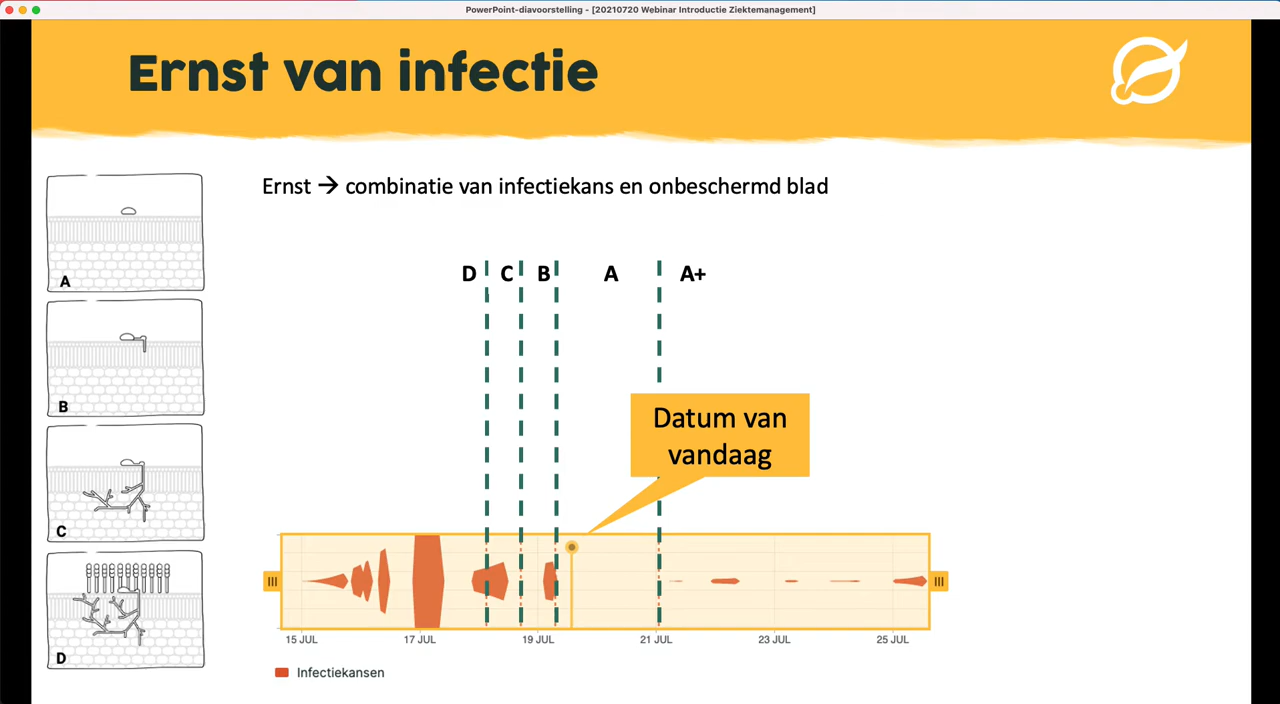 PowerPoint-diavoorstelling - [20210720 Webinar Introductie Ziektemanagement]
Ernst van infectie
Ernst → combinatie van infectiekans en onbeschermd blad
A
B
C
D
D C B A A+
Datum van
vandaag
15 JUL 17 JUL 19 JUL 21 JUL 23 JUL 25 JUL
Infectiekansen